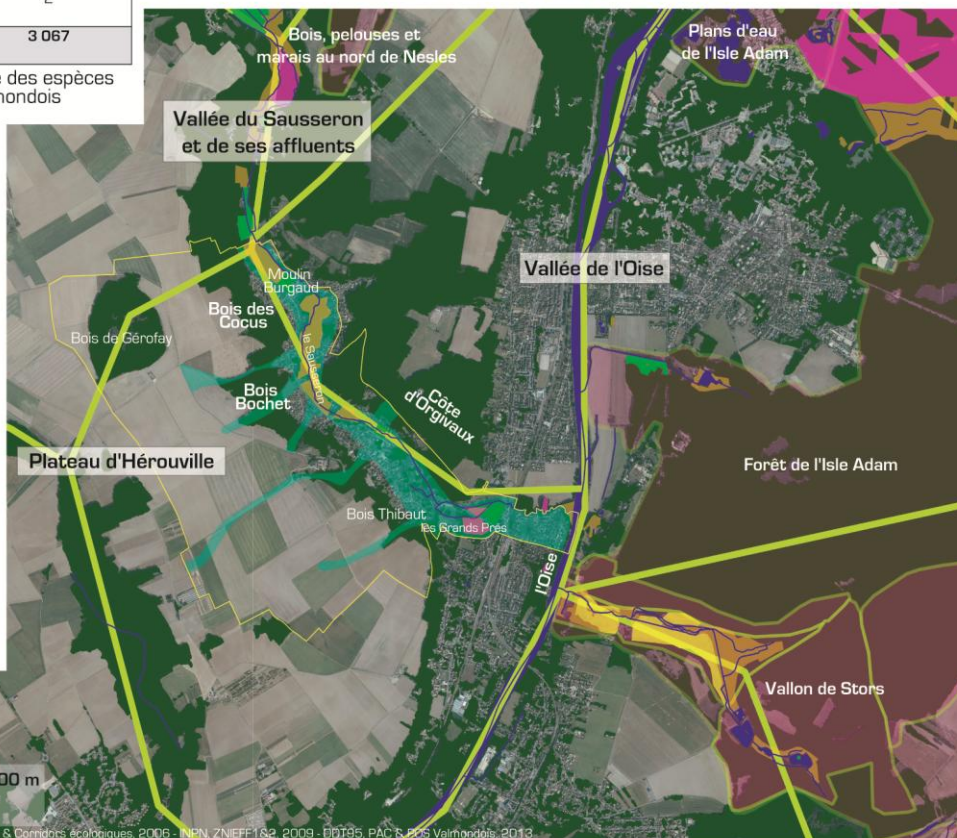 2
3 067
des espèces
mondois
Bois, pelouses et
marais au nord de Nesles
Plans d'eau
de l'Isle Adam
Vallée du Sausseron
et de ses affluents
Vallée de l'Oise
Moulin
Burgaud
Bois des
Cocus
Bois de Gérofay
le Sausseron
Bois
Bochet
Côte
d'Orgivaux
Plateau d'Hérouville
Forêt de l'Isle Adam
Bois Thibaut
les Grands Prés
l'Oise
Vallon de Stors
00 m
& Corridors écologiques, 2006 - INPN, ZNIEFF1&2, 2009 - DDT95, PAC & POS Valmondois, 2013